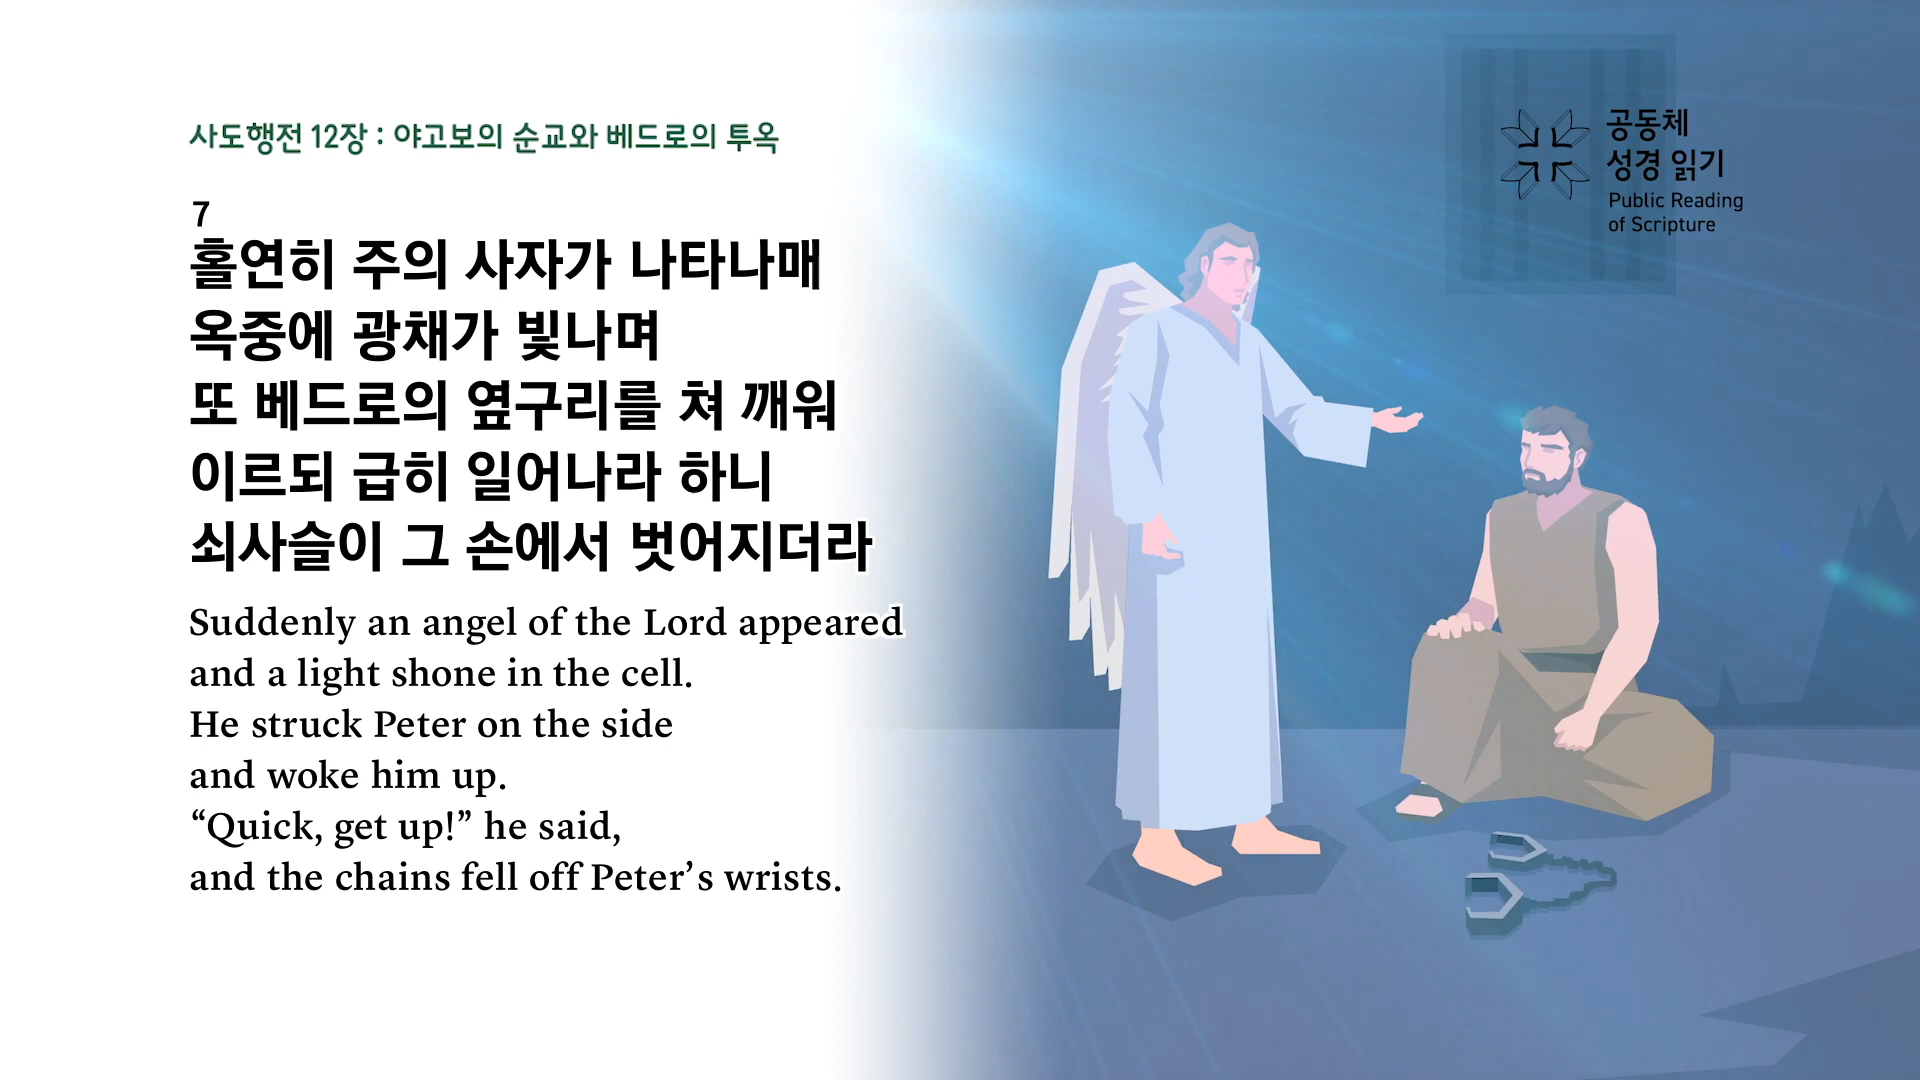 사도행전 12장 : 야고보의 순교와 베드로의 투옥
7
홀연히 주의 사자가 나타나매
옥중에 광채가 빛나며
또 베드로의 옆구리를 쳐 깨워
이르되 급히 일어나라 하니
쇠사슬이 그 손에서 벗어지더라
Suddenly an angel of the Lord appeared
and a light shone in the cell.
He struck Peter on the side
and woke him up.
“Quick, get up!” he said,
and the chains fell off Peter’s wrists.
공동체
성경 읽기
Public Reading
of Scripture